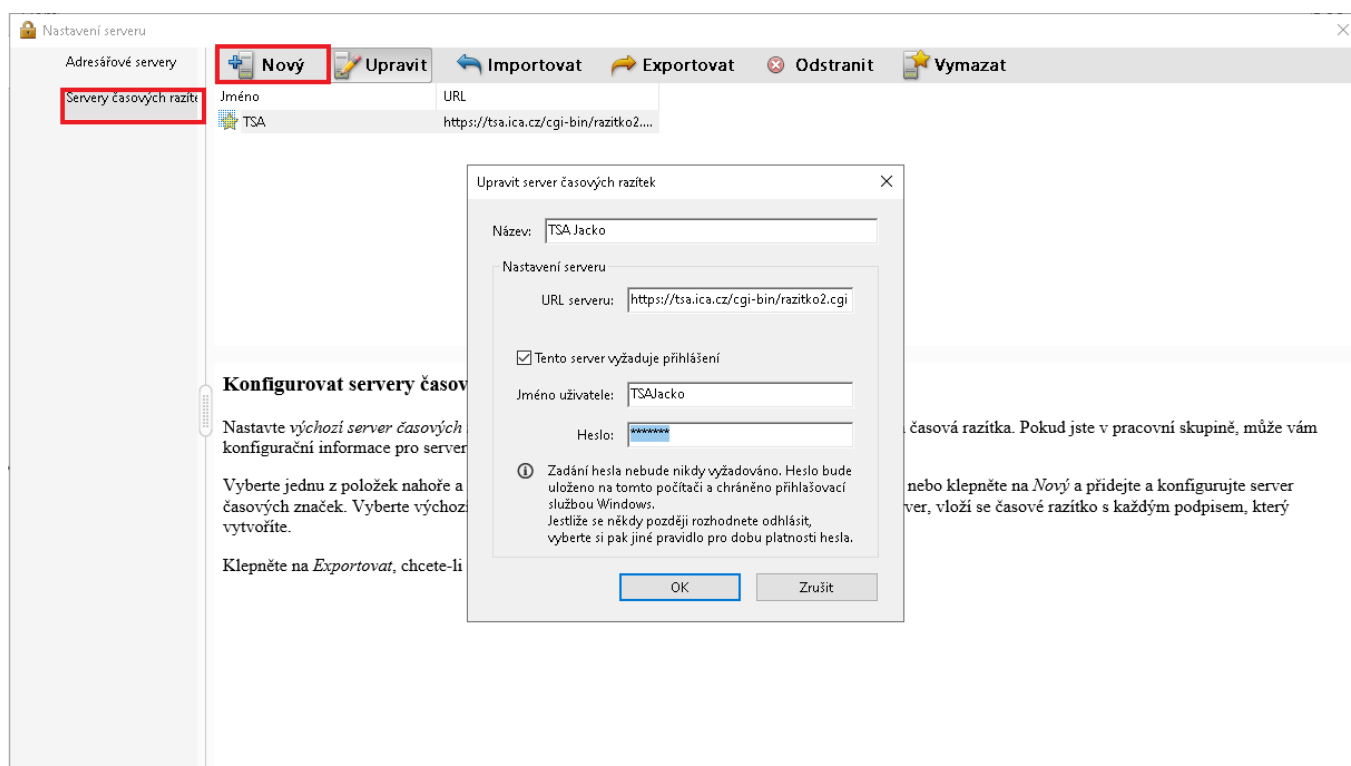 Nastavení serveru
Adresářové servery
Nový Upravit Importovat Exportovat Odstranit Vymazat
Servery časových razíte
Jméno URL
TSA https://tsa.ica.cz/cgi-bin/razitko2....
Upravit server časových razítek
Název: TSA Jacko
Nastavení serveru
URL serveru: https://tsa.ica.cz/cgi-bin/razitko2.cgi
Tento server vyžaduje přihlášení
Jméno uživatele: TSAJacko
Heslo: *******
Zadání hesla nebude nikdy vyžadováno. Heslo bude
uloženo na tomto počítači a chráněno přihlašovací
službou Windows.
Jestliže se někdy později rozhodnete odhlásit,
vyberte si pak jiné pravidlo pro dobu platnosti hesla.
OK Zrušit
Konfigurovat servery časov
Nastavte výchozí server časových časová razítka. Pokud jste v pracovní skupině, může vám
konfigurační informace pro server
Vyberte jednu z položek nahoře a nebo klepněte na Nový a přidejte a konfigurujte server
časových značek. Vyberte výchozí ver, vloží se časové razítko s každým podpisem, který
vytvoříte.
Klepněte na Exportovat, chcete-li